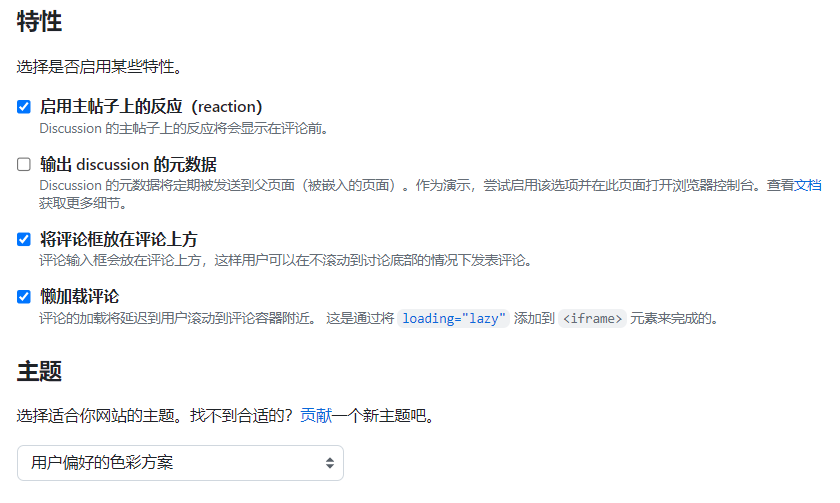 特性
选择是否启用某些特性。
启用主帖子上的反应（reaction）
Discussion 的主帖子上的反应将会显示在评论前。
输出 discussion 的元数据
Discussion 的元数据将定期被发送到父页面（被嵌入的页面）。作为演示，尝试启用该选项并在此页面打开浏览器控制台。查看文档
获取更多细节。
将评论框放在评论上方
评论输入框会放在评论上方，这样用户可以在不滚动到讨论底部的情况下发表评论。
懒加载评论
评论的加载将延迟到用户滚动到评论容器附近。 这是通过将 loading="lazy" 添加到 <iframe> 元素来完成的。
主题
选择适合你网站的主题。找不到合适的？贡献一个新主题吧。
用户偏好的色彩方案